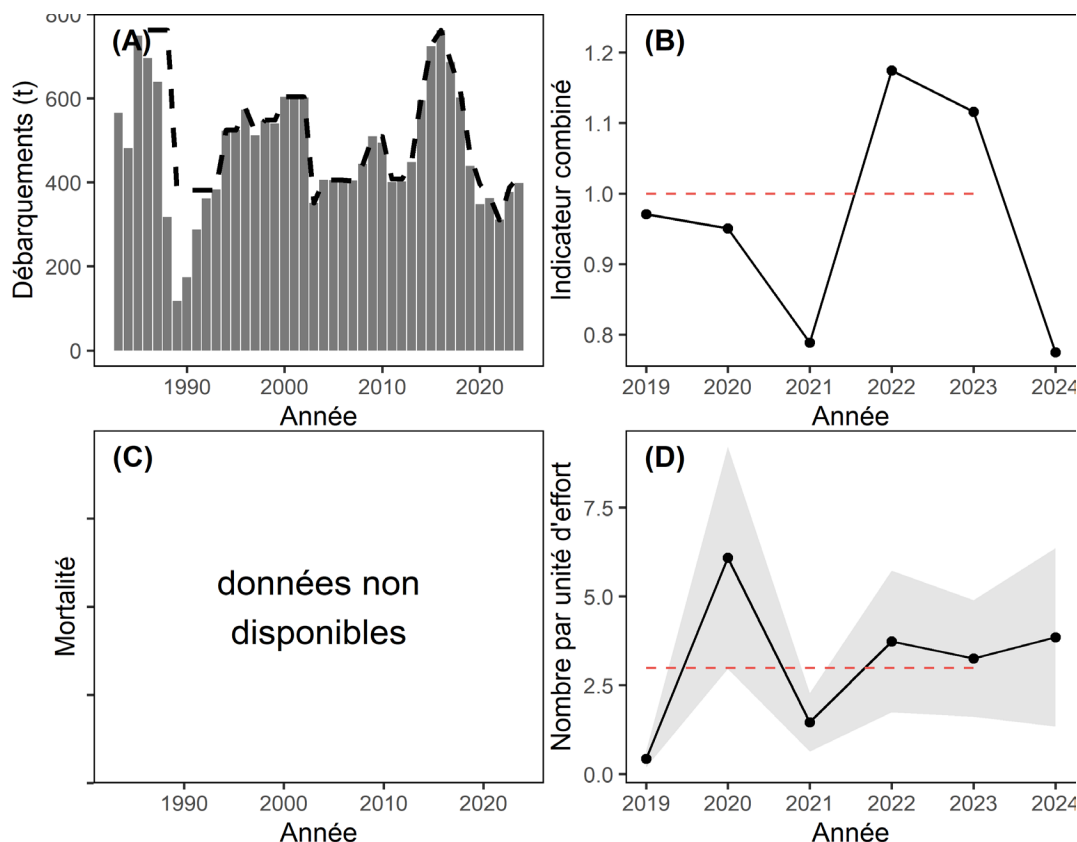 (A)
Débarquements (t)
800
600
400
200
0
1990 2000 2010 2020
Année
(B)
Indicateur combiné
1.2
1.1
1.0
0.9
0.8
2019 2020 2021 2022 2023 2024
Année
(C)
Mortalité
données non
disponibles
1990 2000 2010 2020
Année
(D)
Nombre par unité d'effort
7.5
5.0
2.5
0.0
2019 2020 2021 2022 2023 2024
Année